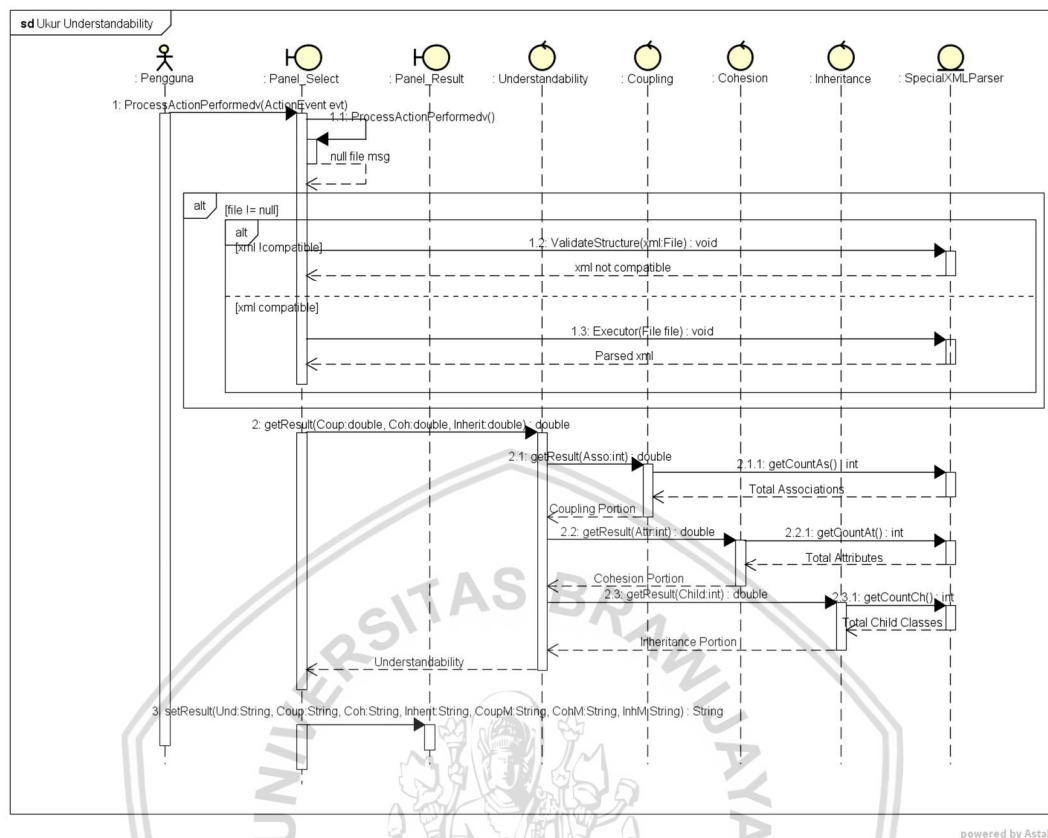 sd Ukur Understandability
: Pengguna
: Panel_Select
: Panel_Result
: Understandability
: Coupling
: Cohesion
: Inheritance
: SpecialXMLParser
1: ProcessActionPerformedv(ActionEvent evt)
1.1: ProcessActionPerformedv()
null file msg
alt
[file != null]
alt
[xml !compatible]
1.2: ValidateStructure(xml:File) : void
xml not compatible
[xml compatible]
1.3: Executor(File file) : void
Parsed xml
2: getResult(Coup:double, Coh:double, Inherit:double) : double
2.1: getResult(Asso:int) : double
2.1.1: getCountAs() : int
Total Associations
Coupling Portion
2.2: getResult(Attr:int) : double
2.2.1: getCountAt() : int
Total Attributes
Cohesion Portion
2.3: getResult(Child:int) : double
2.3.1: getCountCh() : int
Total Child Classes
Inheritance Portion
Understandability
3: setResult(Und:String, Coup:String, Coh:String, Inherit:String, CoupM:String, CohM:String, InhM:String) : String
UNIVERSITAS BRAWIJAYA
powered by Asta